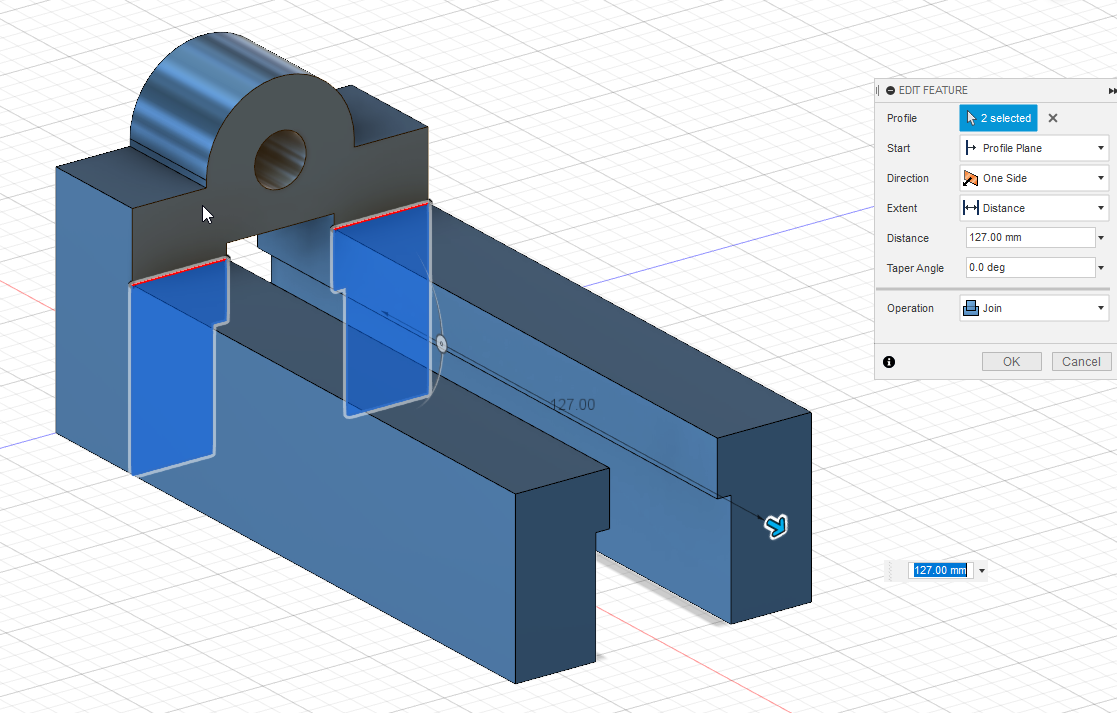 EDIT FEATURE
Profile
2 selected
Start
Profile Plane
Direction
One Side
Extent
Distance
Distance
127.00 mm
Taper Angle
0.0 deg
Operation
Join
OK
Cancel
127.00
127.00 mm